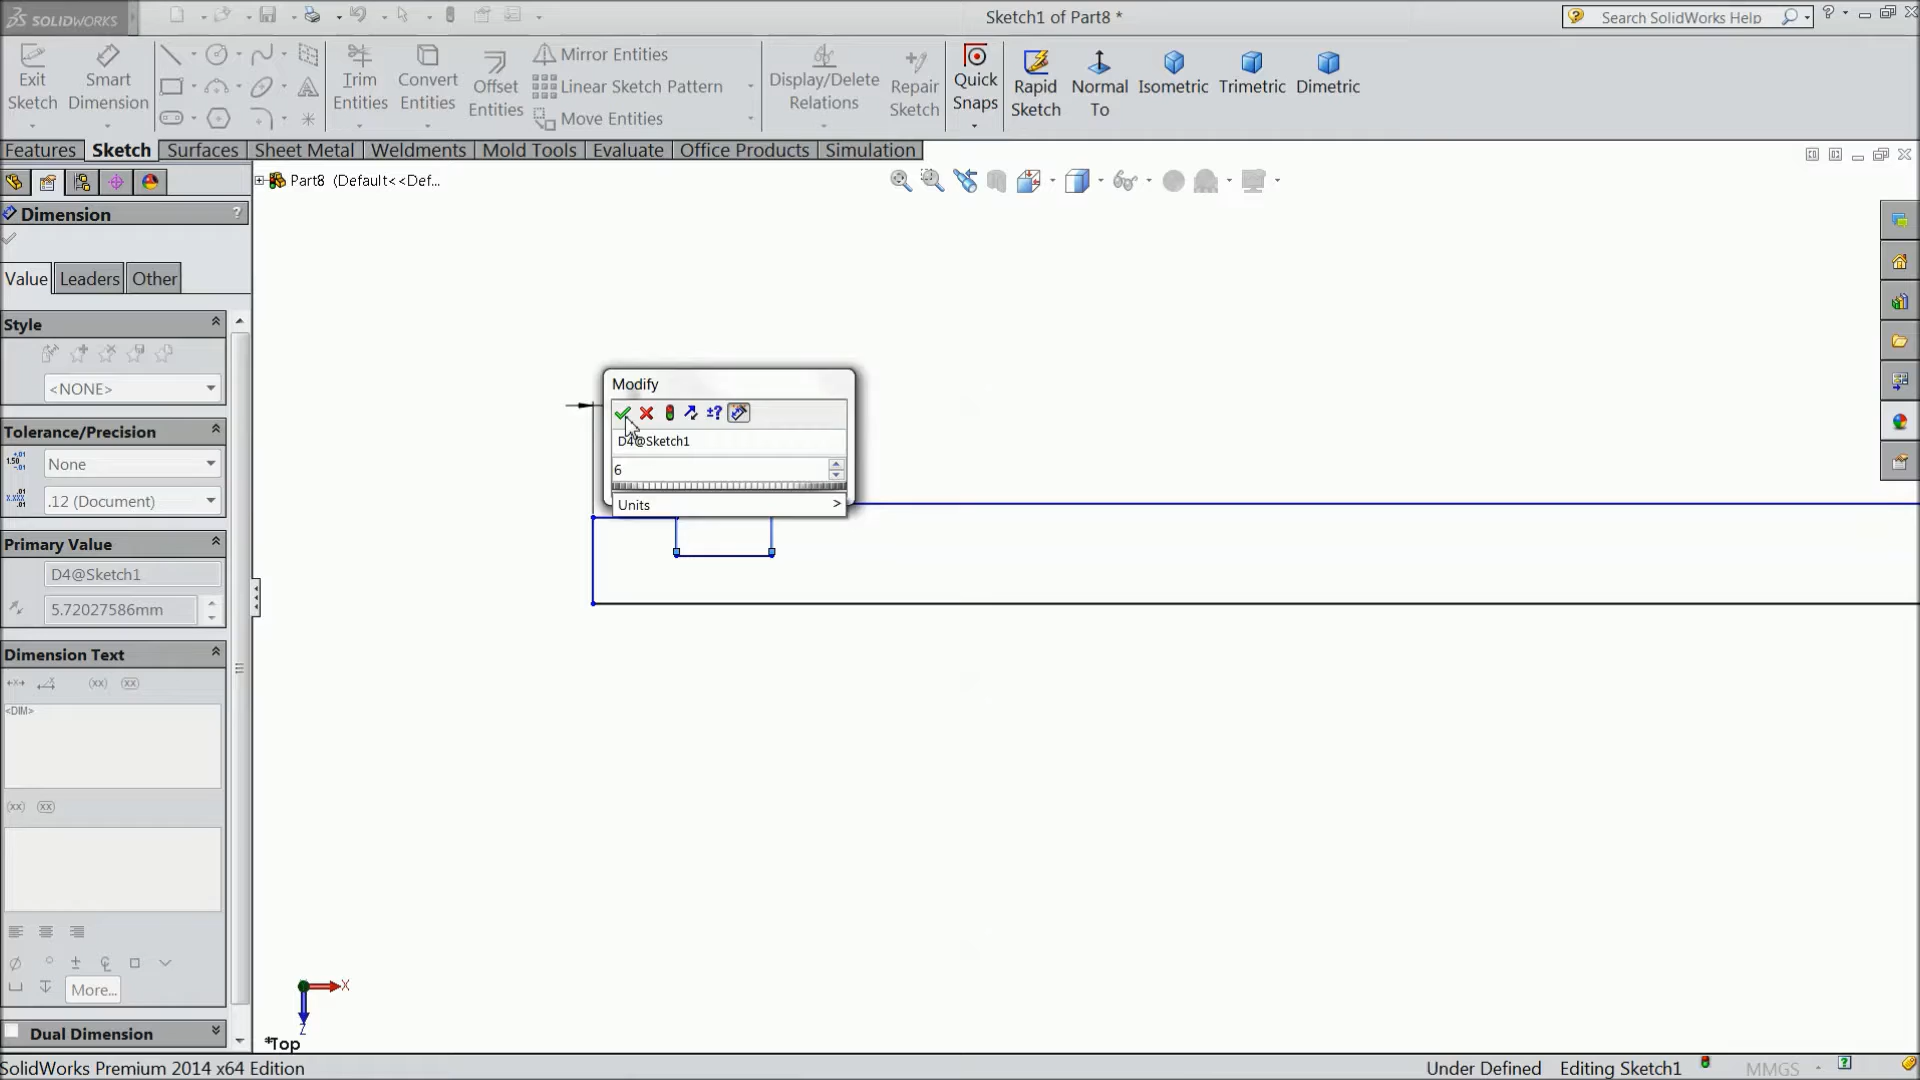 SOLIDWORKS
Sketch1 of Part8 *
Search SolidWorks Help
Exit Sketch
Smart Dimension
Trim Entities
Convert Entities
Offset Entities
Mirror Entities
Linear Sketch Pattern
Move Entities
Display/Delete Relations
Repair Sketch
Quick Snaps
Rapid Sketch
Normal To
Isometric
Trimetric
Dimetric
Features
Sketch
Surfaces
Sheet Metal
Weldments
Mold Tools
Evaluate
Office Products
Simulation
Part8 (Default<<Def...
Dimension
?
Value
Leaders
Other
Style
<NONE>
Tolerance/Precision
None
.12 (Document)
Primary Value
D4@Sketch1
5.72027586mm
Dimension Text
<DIM>
More...
Dual Dimension
Modify
D4@Sketch1
6
Units >
X
Z
*Top
SolidWorks Premium 2014 x64 Edition
Under Defined
Editing Sketch1
MMGS